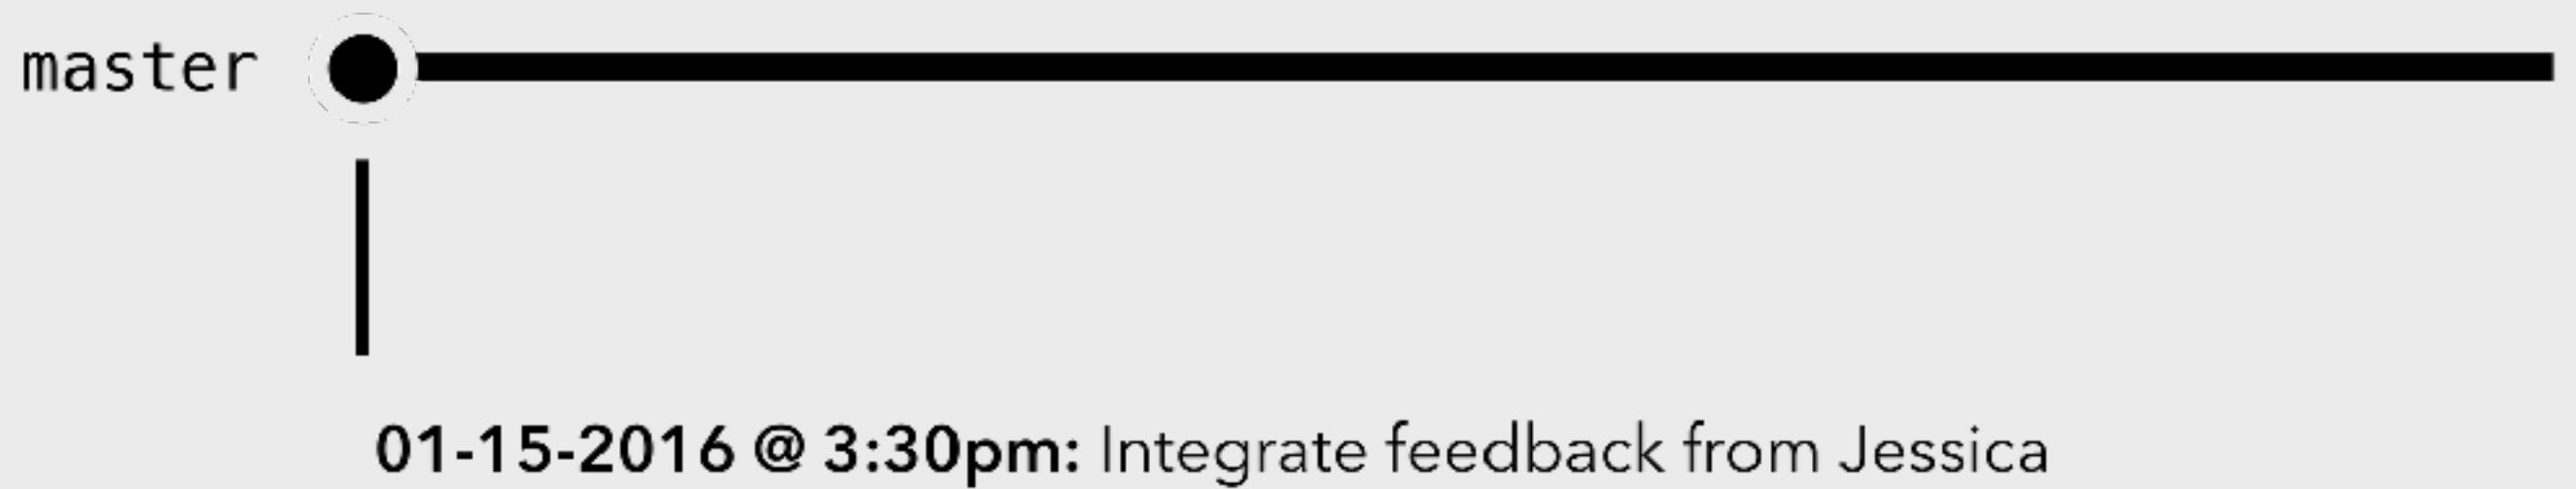 master
01-15-2016 @ 3:30pm: Integrate feedback from Jessica